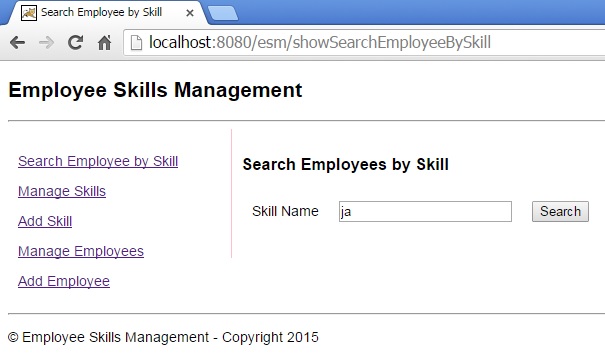 Search Employee by Skill
localhost:8080/esm/showSearchEmployeeBySkill
Employee Skills Management
Search Employee by Skill
Manage Skills
Add Skill
Manage Employees
Add Employee
Search Employees by Skill
Skill Name ja Search
© Employee Skills Management - Copyright 2015